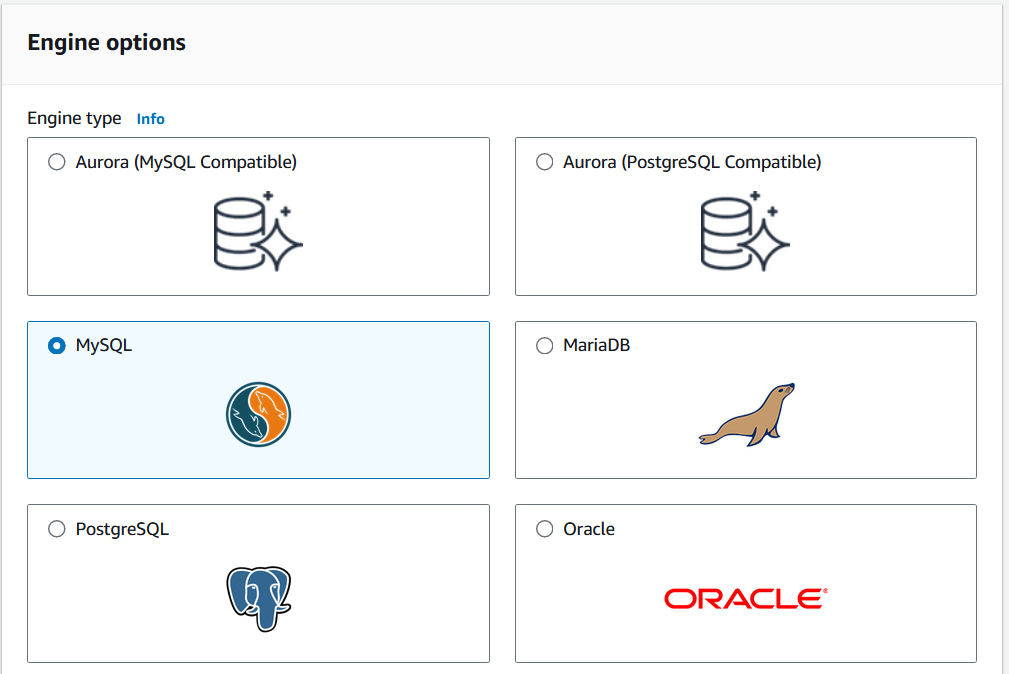 Engine options
Engine type Info
Aurora (MySQL Compatible)
Aurora (PostgreSQL Compatible)
MySQL
MariaDB
PostgreSQL
Oracle
ORACLE®